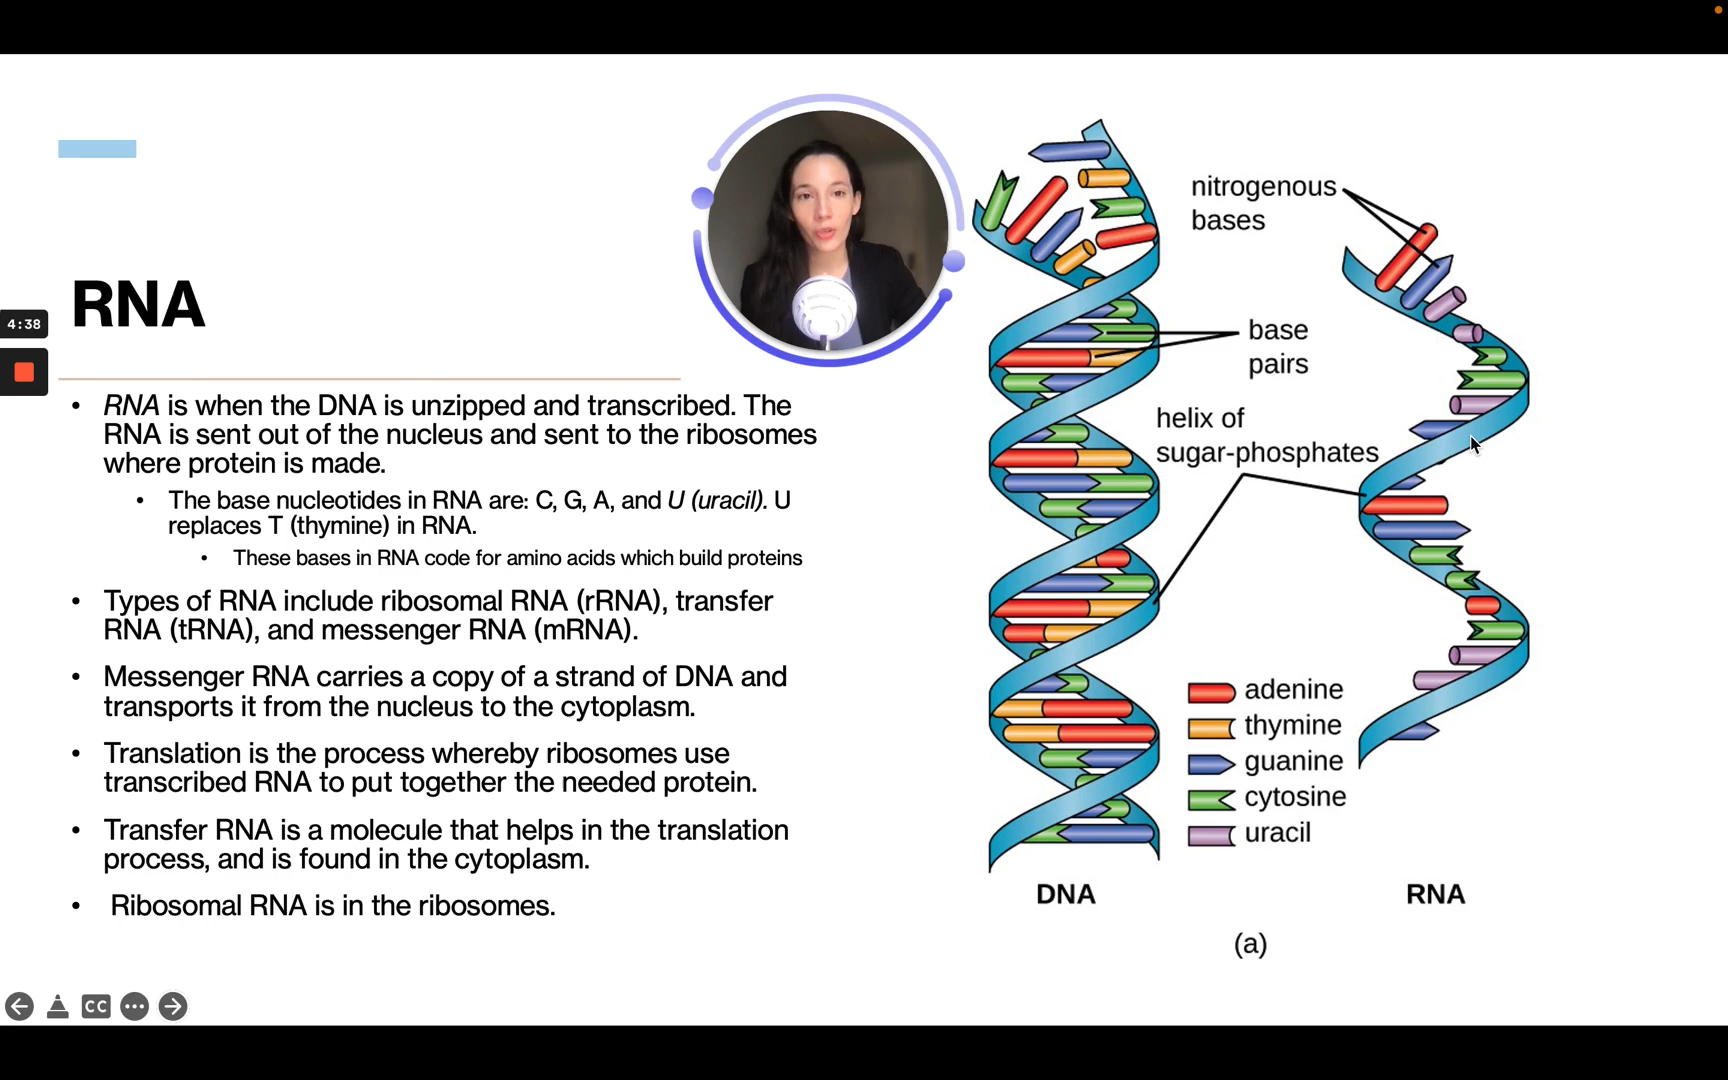 4:38
RNA
• RNA is when the DNA is unzipped and transcribed. The
RNA is sent out of the nucleus and sent to the ribosomes
where protein is made.
• The base nucleotides in RNA are: C, G, A, and U (uracil). U
replaces T (thymine) in RNA.
• These bases in RNA code for amino acids which build proteins
• Types of RNA include ribosomal RNA (rRNA), transfer
RNA (tRNA), and messenger RNA (mRNA).
• Messenger RNA carries a copy of a strand of DNA and
transports it from the nucleus to the cytoplasm.
• Translation is the process whereby ribosomes use
transcribed RNA to put together the needed protein.
• Transfer RNA is a molecule that helps in the translation
process, and is found in the cytoplasm.
• Ribosomal RNA is in the ribosomes.
nitrogenous
bases
base
pairs
helix of
sugar-phosphates
adenine
thymine
guanine
cytosine
uracil
DNA
RNA
(a)
CC